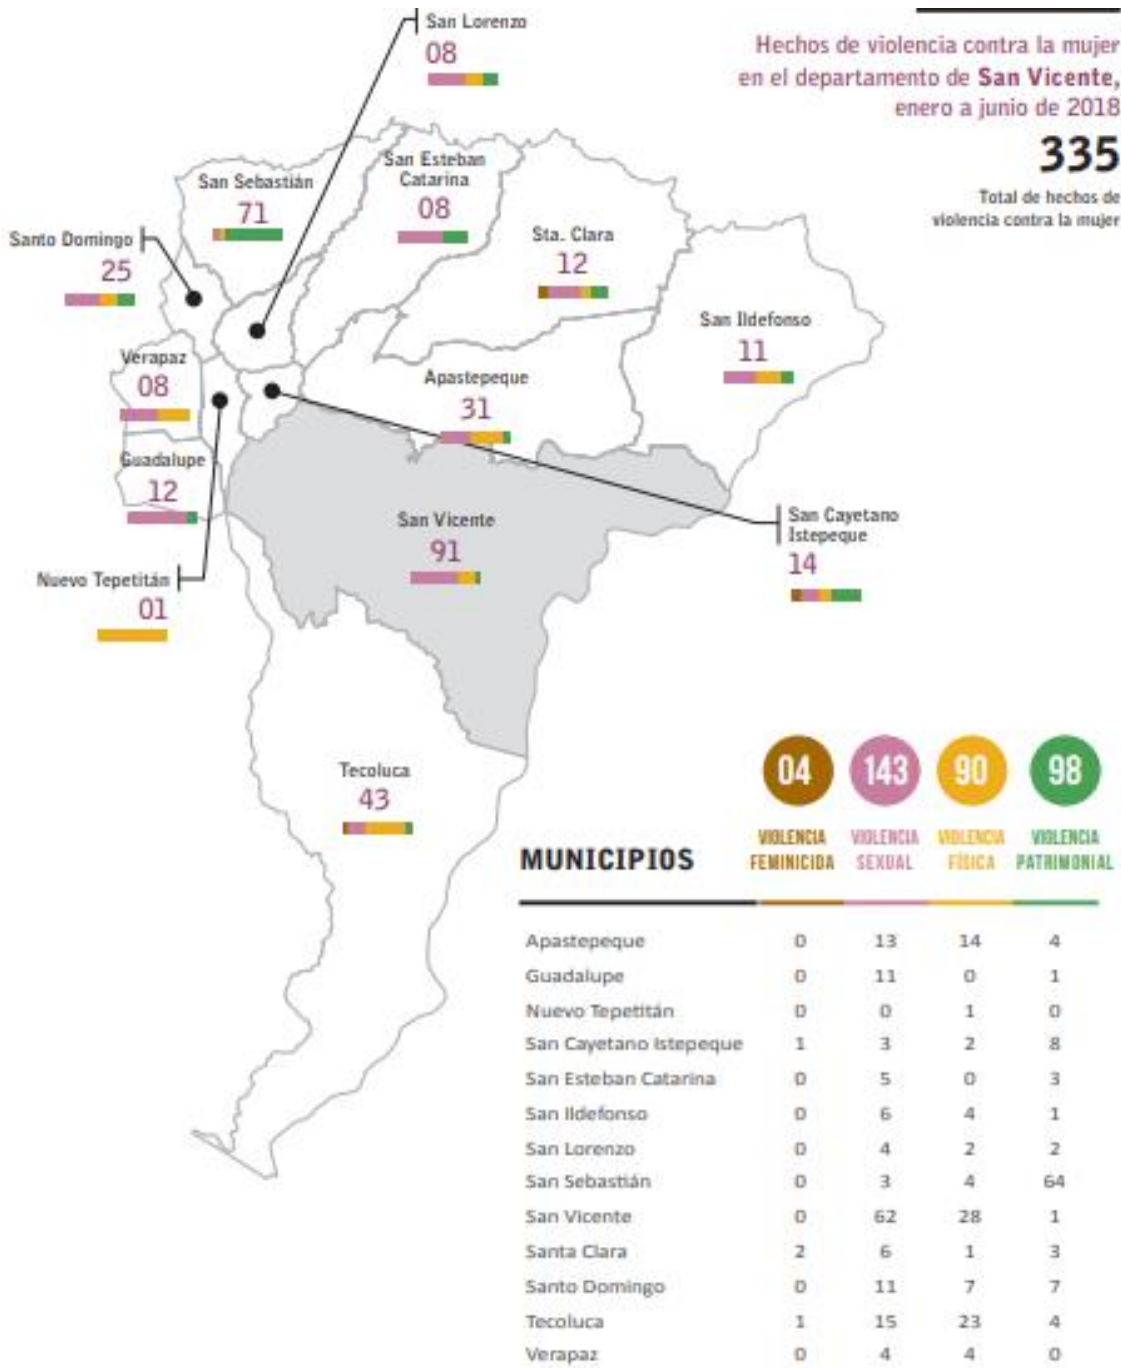 Hechos de violencia contra la mujer
en el departamento de San Vicente,
enero a junio de 2018
335
Total de hechos de
violencia contra la mujer
San Lorenzo
08
San Esteban
Catarina
08
San Sebastián
71
Santo Domingo
25
Sta. Clara
12
San Ildefonso
11
Verapaz
08
Apastepeque
31
Guadalupe
12
San Vicente
91
San Cayetano
Istepeque
14
Nuevo Tepetitán
01
Tecoluca
43
04 143 90 98
MUNICIPIOS
VIOLENCIA FEMINICIDA
VIOLENCIA SEXUAL
VIOLENCIA FÍSICA
VIOLENCIA PATRIMONIAL
Apastepeque 0 13 14 4
Guadalupe 0 11 0 1
Nuevo Tepetitán 0 0 1 0
San Cayetano Istepeque 1 3 2 8
San Esteban Catarina 0 5 0 3
San Ildefonso 0 6 4 1
San Lorenzo 0 4 2 2
San Sebastián 0 3 4 64
San Vicente 0 62 28 1
Santa Clara 2 6 1 3
Santo Domingo 0 11 7 7
Tecoluca 1 15 23 4
Verapaz 0 4 4 0